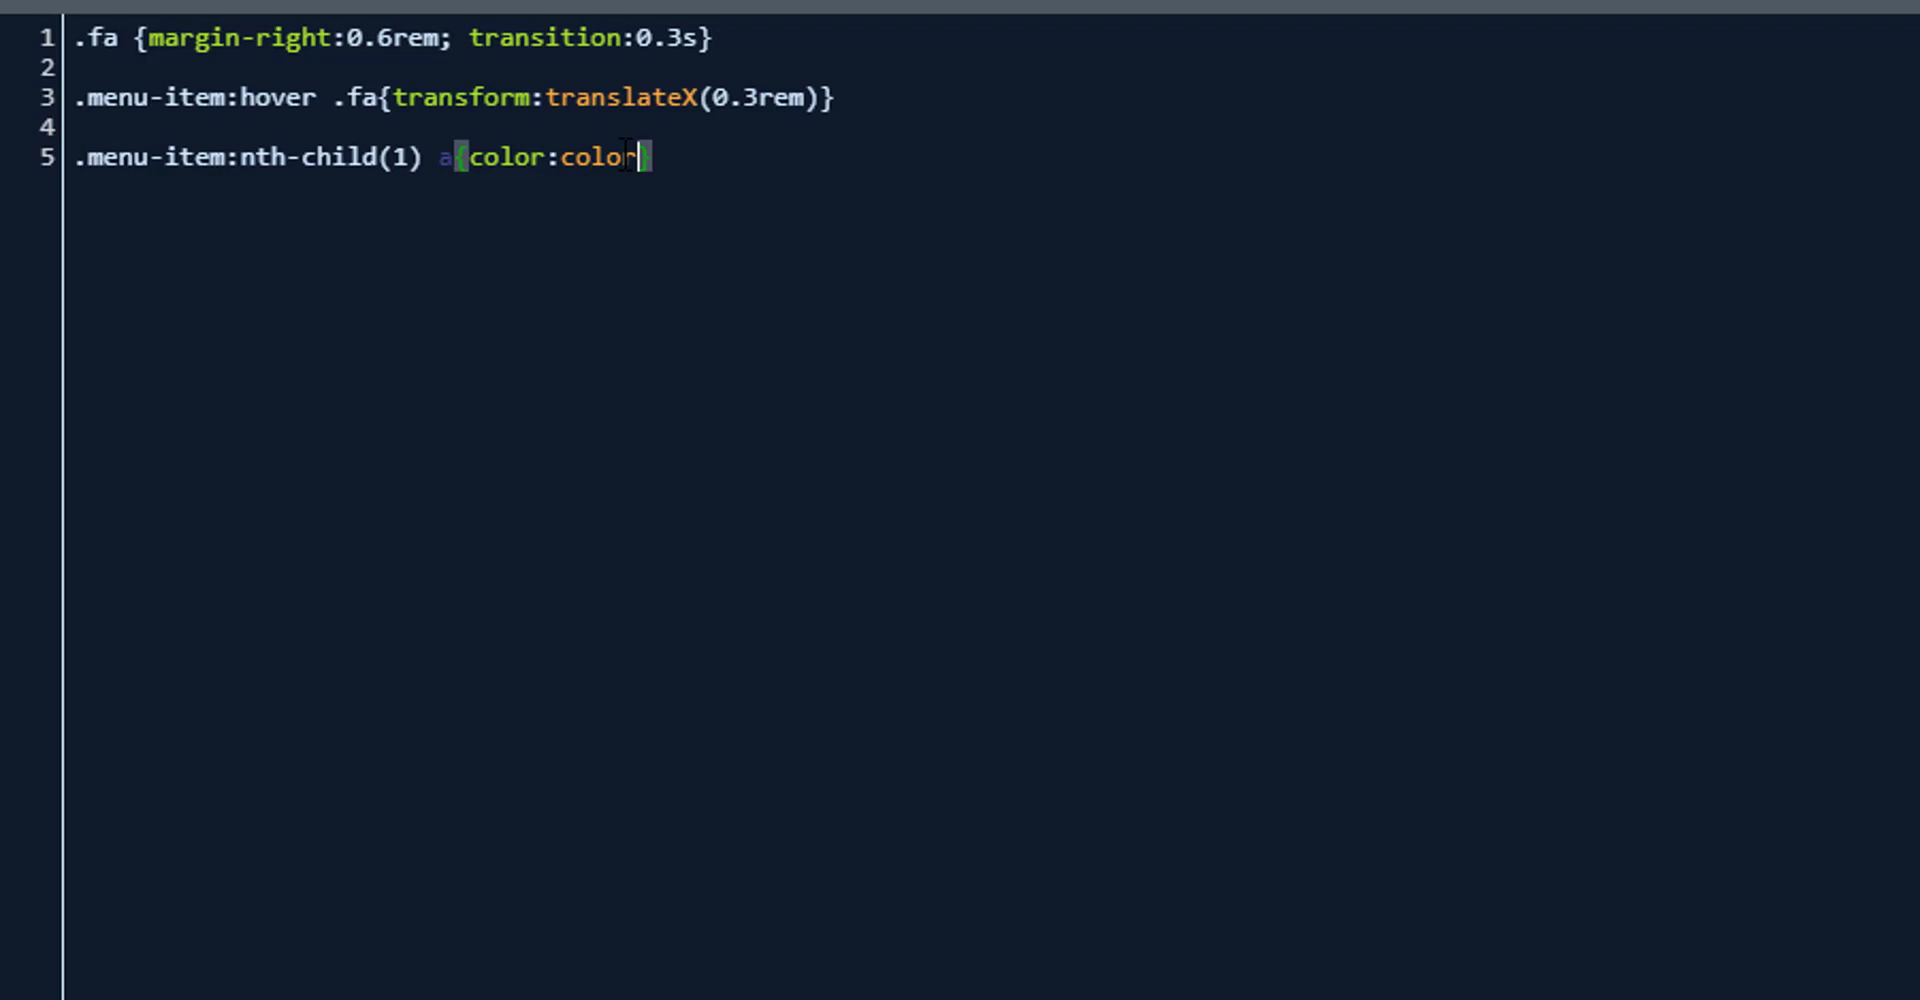 1 .fa {margin-right:0.6rem; transition:0.3s}
2
3 .menu-item:hover .fa{transform:translateX(0.3rem)}
4
5 .menu-item:nth-child(1) a{color:color}